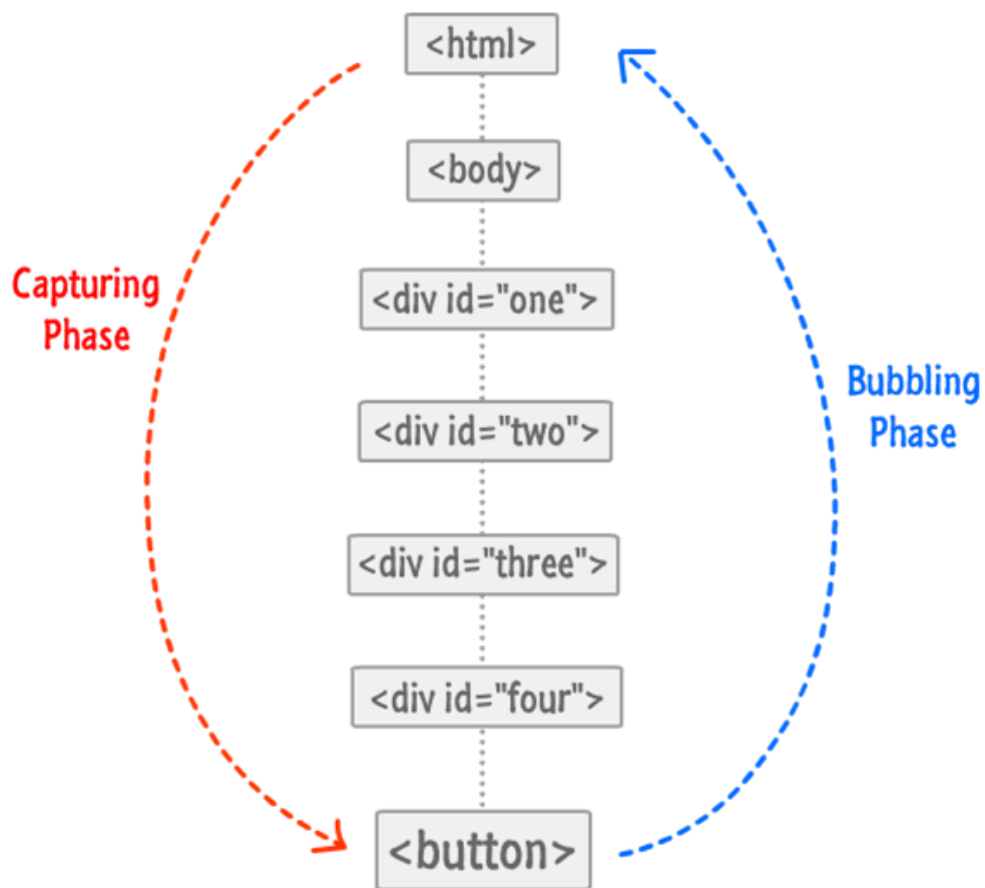 <html>
<body>
Capturing
Phase
<div id="one">
Bubbling
Phase
<div id="two">
<div id="three">
<div id="four">
<button>